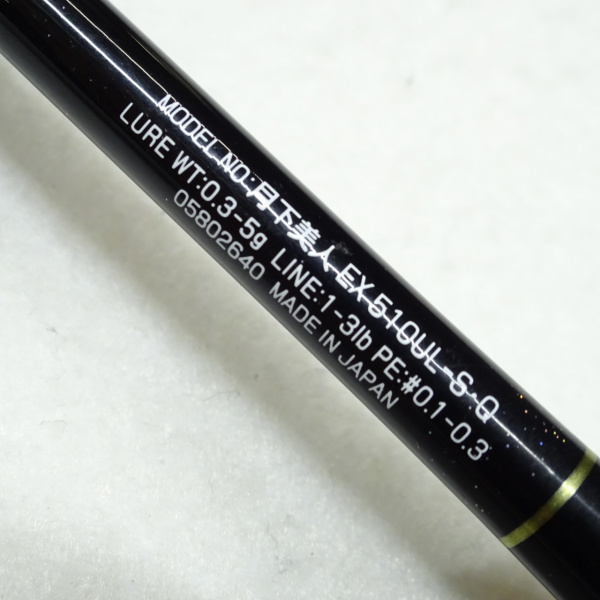 MODEL NO:月下美人 EX 510UL-S・Q
LURE WT:0.3-5g LINE:1-3lb PE:#0.1-0.3
05802640 MADE IN JAPAN